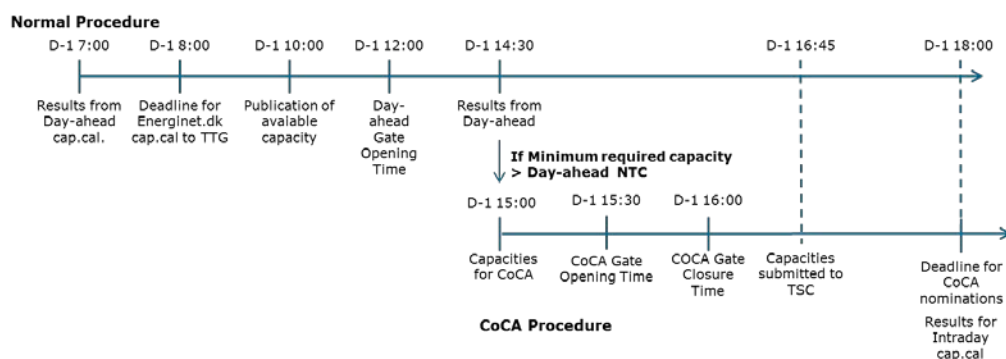 Normal Procedure
D-1 7:00
D-1 8:00
D-1 10:00
D-1 12:00
D-1 14:30
D-1 16:45
D-1 18:00
Results from
Day-ahead
cap.cal.
Deadline for
Energinet.dk
cap.cal to TTG
Publication of
avaiable
capacity
Day-
ahead
Gate
Opening
Time
Results from
Day-ahead
If Minimum required capacity
> Day-ahead NTC
D-1 15:00
D-1 15:30
D-1 16:00
Capacities
for CoCA
CoCA Gate
Opening Time
COCA Gate
Closure
Time
Capacities
submitted to
TSC
Deadline for
CoCA
nominations
Results for
Intraday
cap.cal
CoCA Procedure